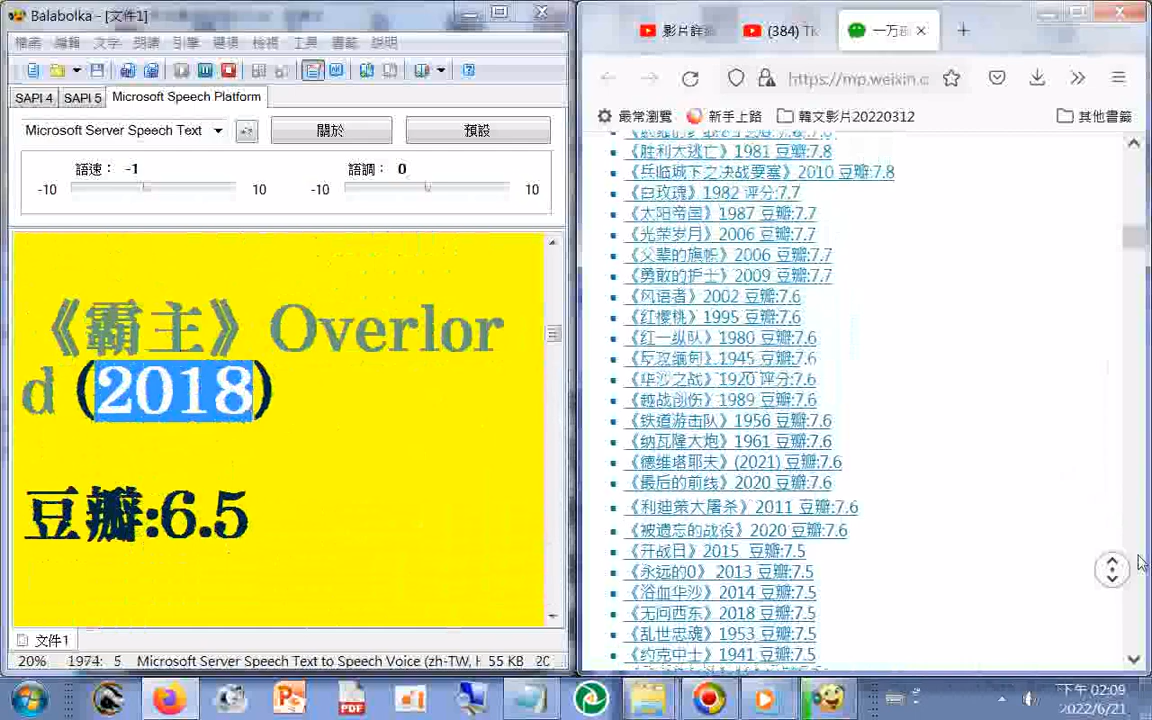 Balabolka - [文件1]
檔案 編輯 文字 朗讀 引擎 選項 檢視 工具 書籤 說明
SAPI 4 SAPI 5 Microsoft Speech Platform
Microsoft Server Speech Text 關於 預設
語速: -1 語調: 0
-10 10 -10 10
《霸主》Overlor
d (2018)
豆瓣:6.5
文件1
20% 1974: 5 Microsoft Server Speech Text to Speech Voice (zh-TW, H 55 KB 20
影片詳 (384) Tk 一万部
https://mp.weixin.
最常瀏覽 新手上路 韓文影片20220312 其他書籤
《胜利大逃亡》1981 豆瓣:7.8
《兵临城下之决战要塞》2010 豆瓣:7.8
《白玫瑰》1982 评分:7.7
《太阳帝国》1987 豆瓣:7.7
《光荣岁月》2006 豆瓣:7.7
《父辈的旗帜》2006 豆瓣:7.7
《勇敢的护士》2009 豆瓣:7.7
《风语者》2002 豆瓣:7.6
《红樱桃》1995 豆瓣:7.6
《红一纵队》1980 豆瓣:7.6
《反攻缅甸》1945 豆瓣:7.6
《华沙之战》1920 评分:7.6
《越战创伤》1989 豆瓣:7.6
《铁道游击队》1956 豆瓣:7.6
《纳瓦隆大炮》1961 豆瓣:7.6
《德维塔耶夫》(2021) 豆瓣:7.6
《最后的前线》2020 豆瓣:7.6
《利迪策大屠杀》2011 豆瓣:7.6
《被遗忘的战役》2020 豆瓣:7.6
《开战日》2015 豆瓣:7.5
《永远的0》2013 豆瓣:7.5
《浴血华沙》2014 豆瓣:7.5
《无问西东》2018 豆瓣:7.5
《乱世忠魂》1953 豆瓣:7.5
《约克中士》1941 豆瓣:7.5
下午 02:09
2022/6/21